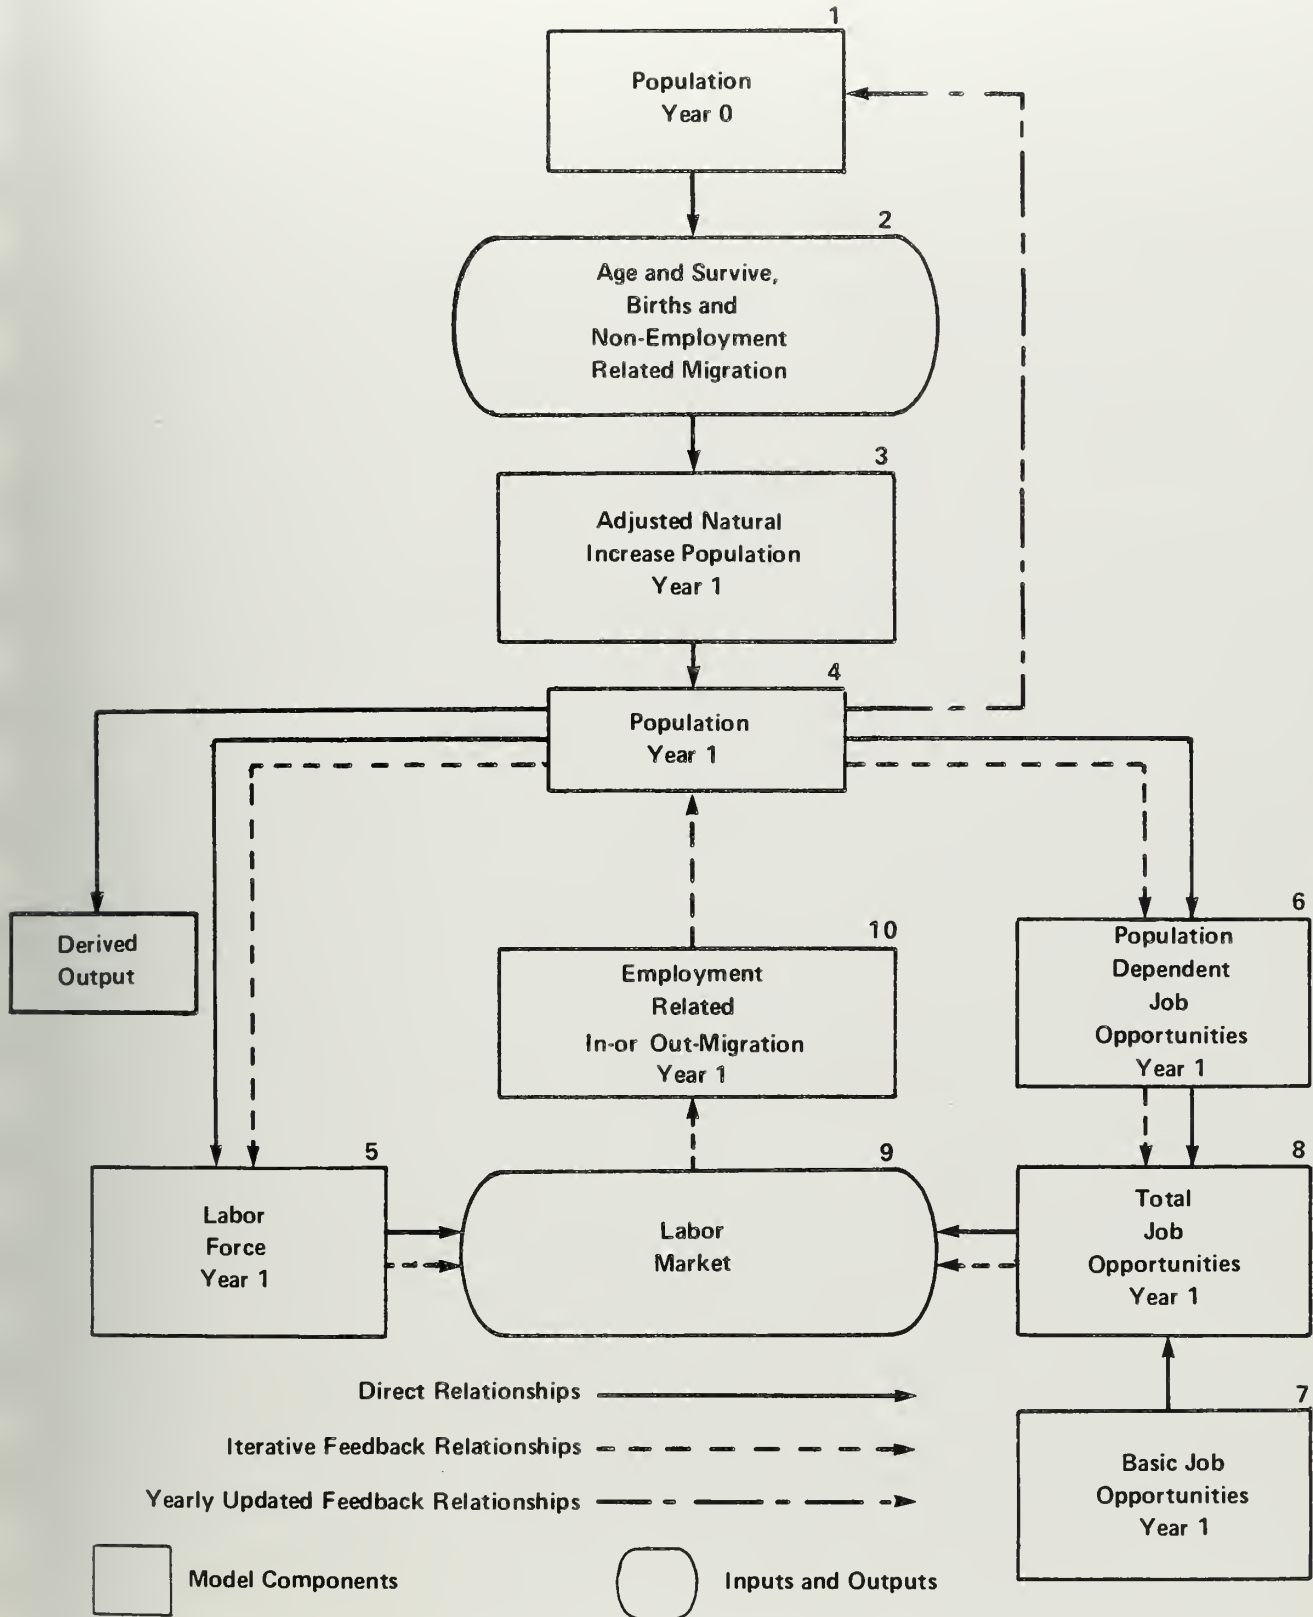 1
Population
Year 0
2
Age and Survive,
Births and
Non-Employment
Related Migration
3
Adjusted Natural
Increase Population
Year 1
4
Population
Year 1
Derived
Output
10
Employment
Related
In-or Out-Migration
Year 1
6
Population
Dependent
Job
Opportunities
Year 1
5
Labor
Force
Year 1
9
Labor
Market
8
Total
Job
Opportunities
Year 1
7
Basic Job
Opportunities
Year 1
Direct Relationships
Iterative Feedback Relationships
Yearly Updated Feedback Relationships
Model Components
Inputs and Outputs